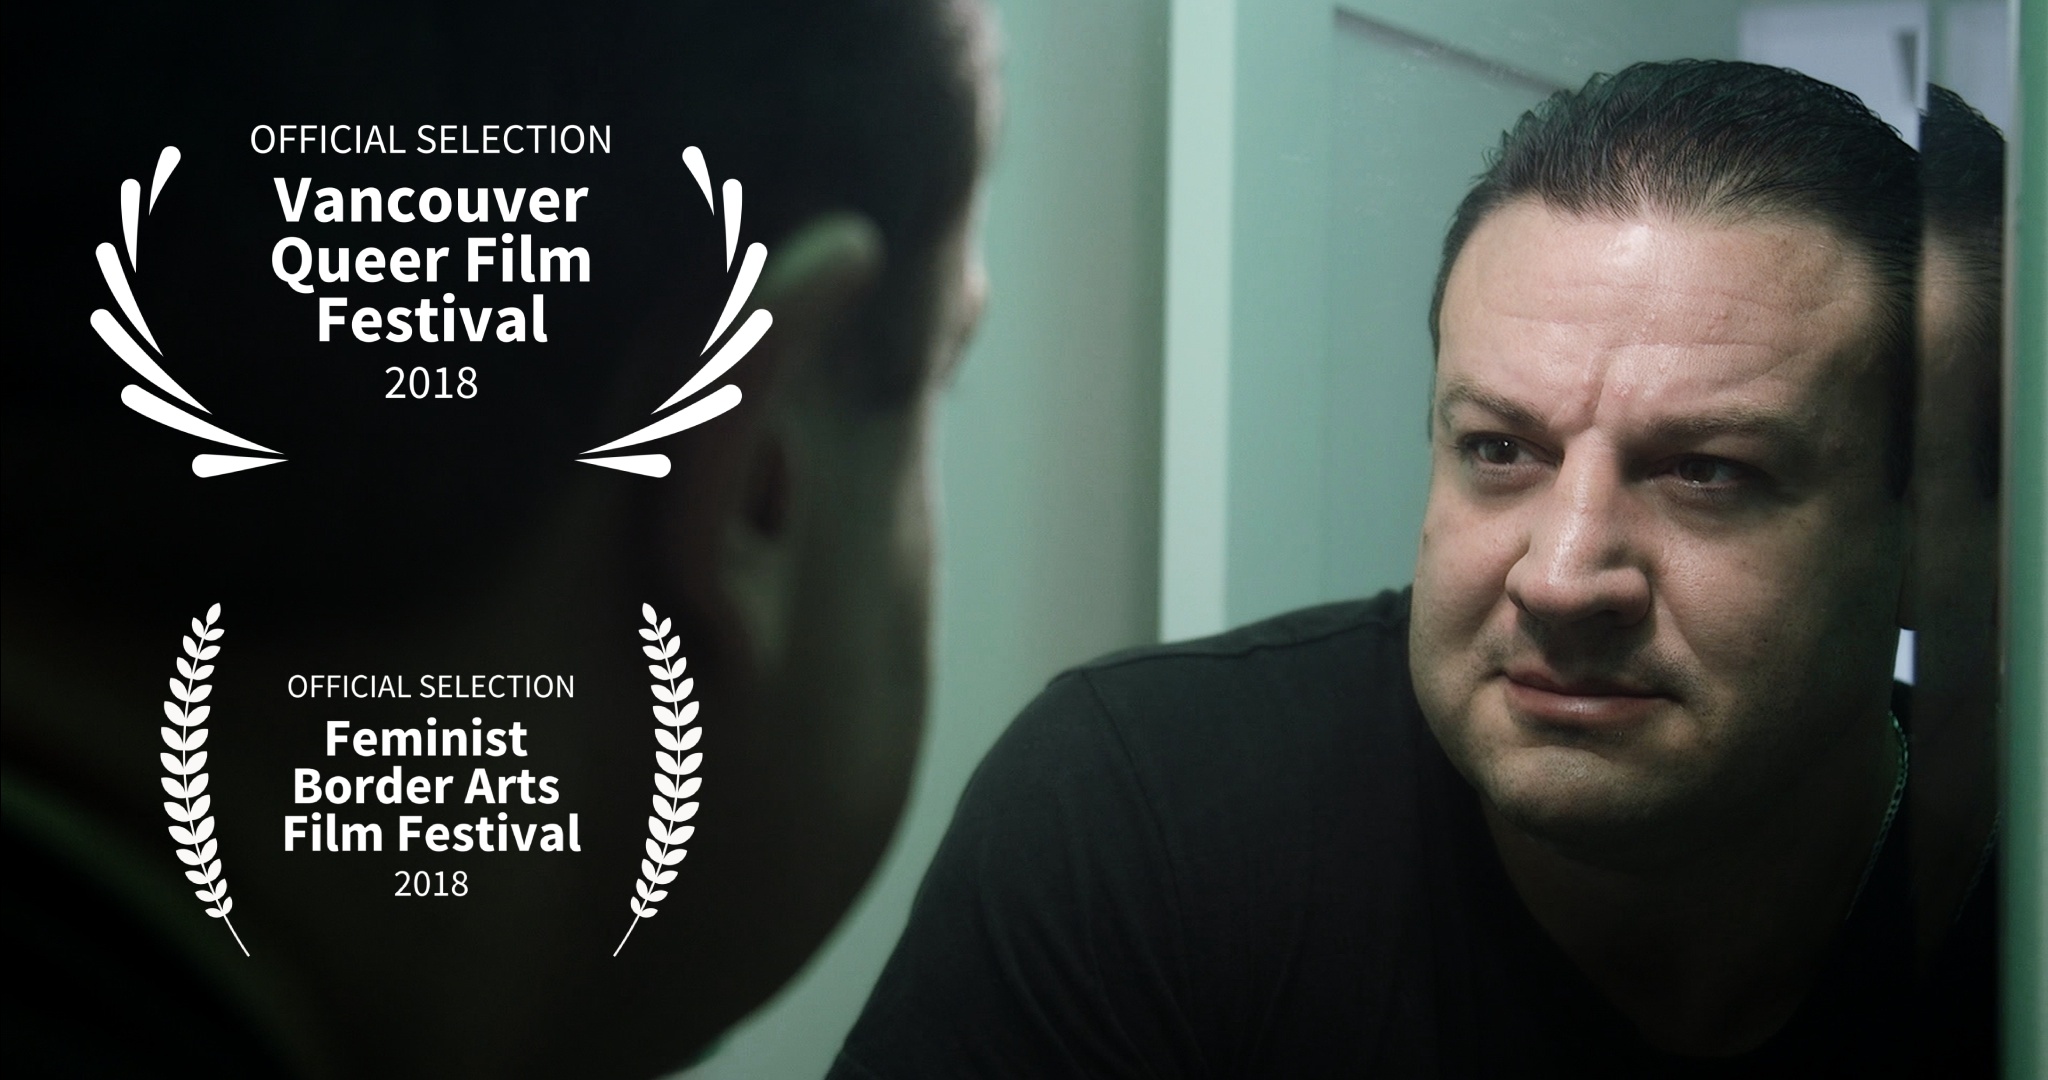 OFFICIAL SELECTION
Vancouver
Queer Film
Festival
2018
OFFICIAL SELECTION
Feminist
Border Arts
Film Festival
2018